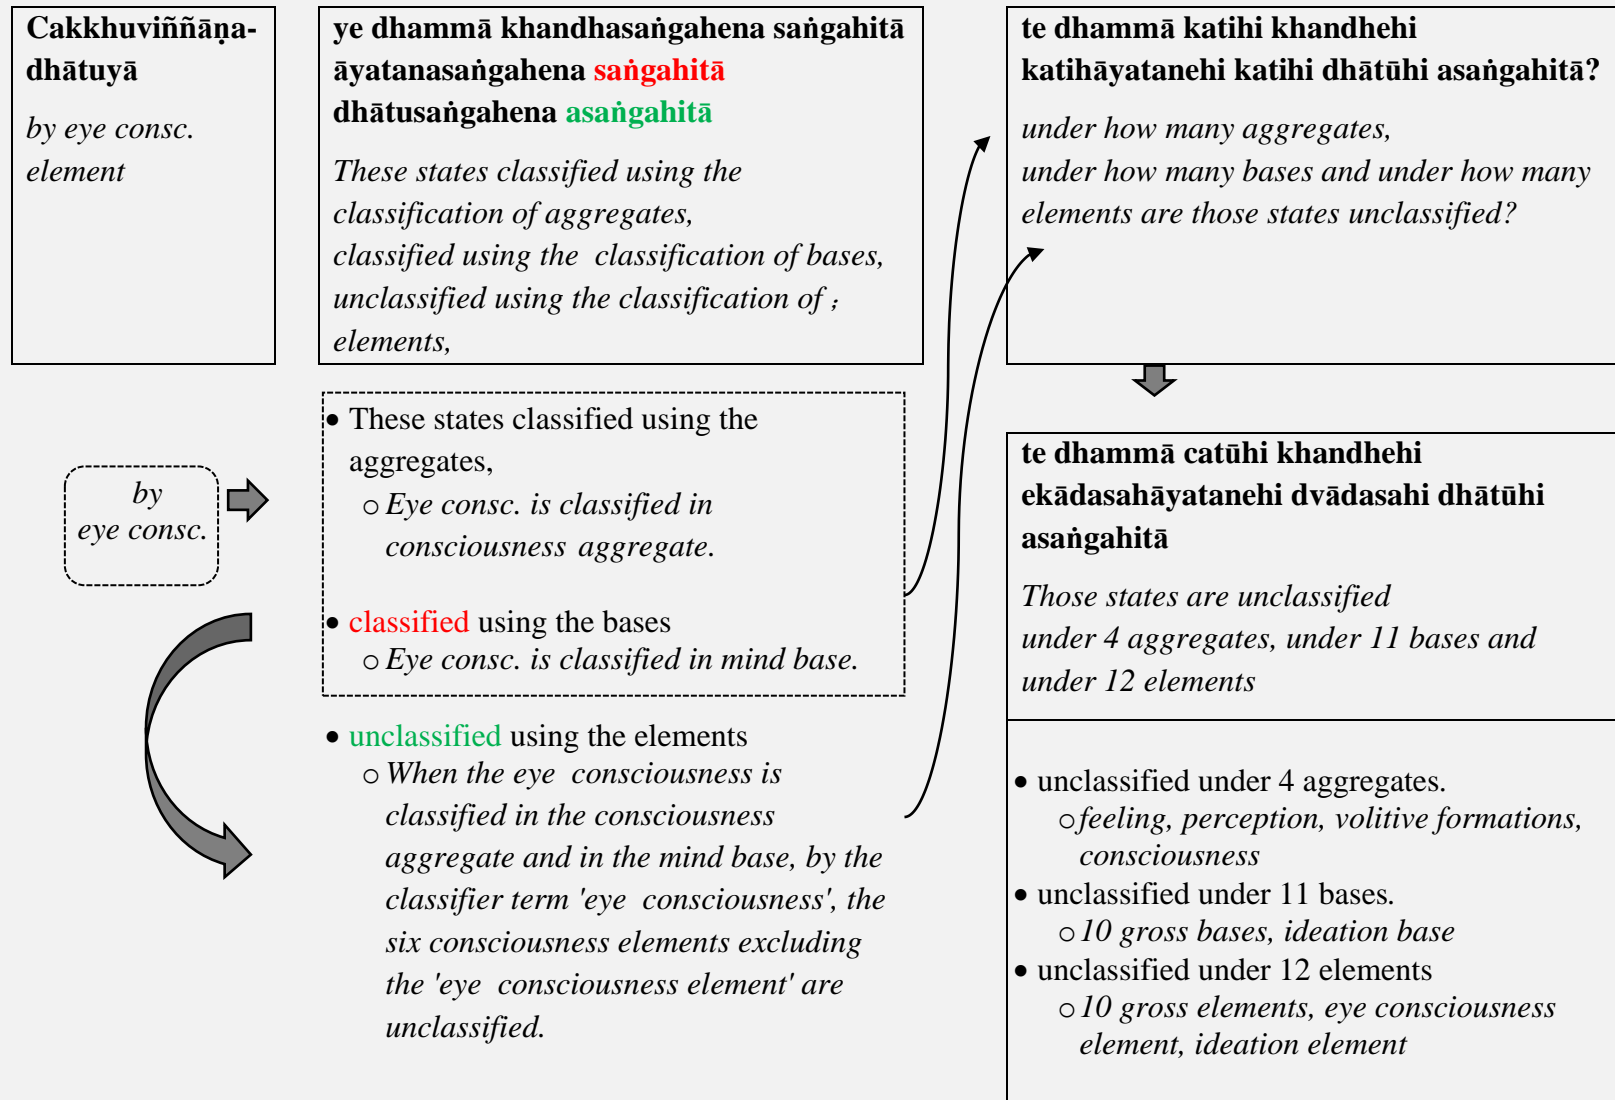 Cakkhuviññāṇa-
dhātuyā
by eye consc.
element
ye dhammā khandhasaṅgahena saṅgahitā
āyatanasaṅgahena saṅgahitā
dhātusaṅgahena asaṅgahitā
These states classified using the
classification of aggregates,
classified using the classification of bases,
unclassified using the classification of ;
elements,
te dhammā katihi khandhehi
katihāyatanehi katihi dhātūhi asaṅgahitā?
under how many aggregates,
under how many bases and under how many
elements are those states unclassified?
by
eye consc.
• These states classified using the
aggregates,
o Eye consc. is classified in
consciousness aggregate.
• classified using the bases
o Eye consc. is classified in mind base.
• unclassified using the elements
o When the eye consciousness is
classified in the consciousness
aggregate and in the mind base, by the
classifier term 'eye consciousness', the
six consciousness elements excluding
the 'eye consciousness element' are
unclassified.
te dhammā catūhi khandhehi
ekādasahāyatanehi dvādasahi dhātūhi
asaṅgahitā
Those states are unclassified
under 4 aggregates, under 11 bases and
under 12 elements
• unclassified under 4 aggregates.
o feeling, perception, volitive formations,
consciousness
• unclassified under 11 bases.
o 10 gross bases, ideation base
• unclassified under 12 elements
o 10 gross elements, eye consciousness
element, ideation element